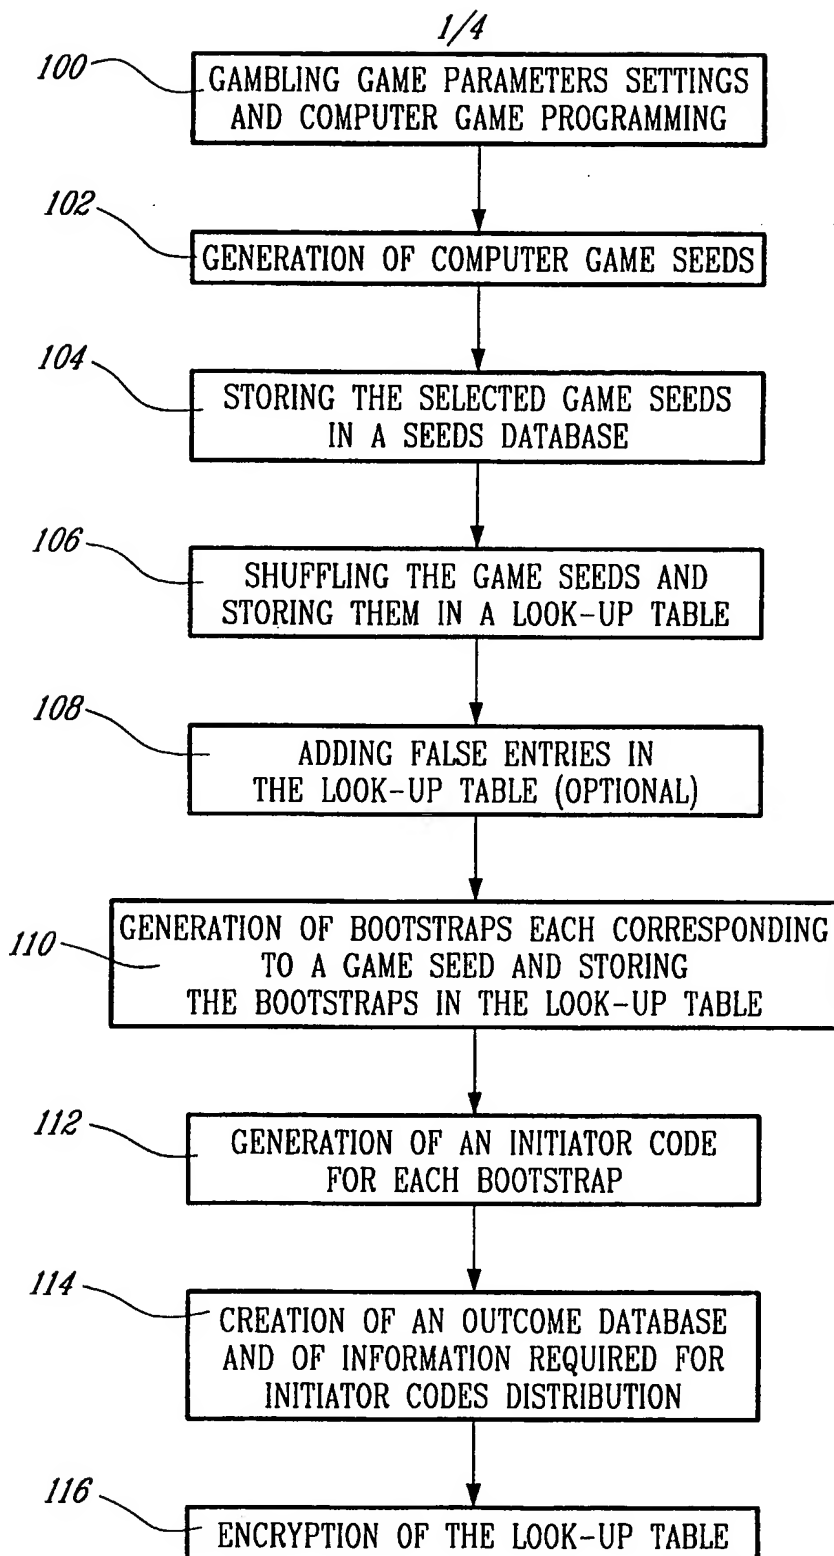 1/4
100
GAMBLING GAME PARAMETERS SETTINGS
AND COMPUTER GAME PROGRAMMING
102
GENERATION OF COMPUTER GAME SEEDS
104
STORING THE SELECTED GAME SEEDS
IN A SEEDS DATABASE
106
SHUFFLING THE GAME SEEDS AND
STORING THEM IN A LOOK-UP TABLE
108
ADDING FALSE ENTRIES IN
THE LOOK-UP TABLE (OPTIONAL)
110
GENERATION OF BOOTSTRAPS EACH CORRESPONDING
TO A GAME SEED AND STORING
THE BOOTSTRAPS IN THE LOOK-UP TABLE
112
GENERATION OF AN INITIATOR CODE
FOR EACH BOOTSTRAP
114
CREATION OF AN OUTCOME DATABASE
AND OF INFORMATION REQUIRED FOR
INITIATOR CODES DISTRIBUTION
116
ENCRYPTION OF THE LOOK-UP TABLE